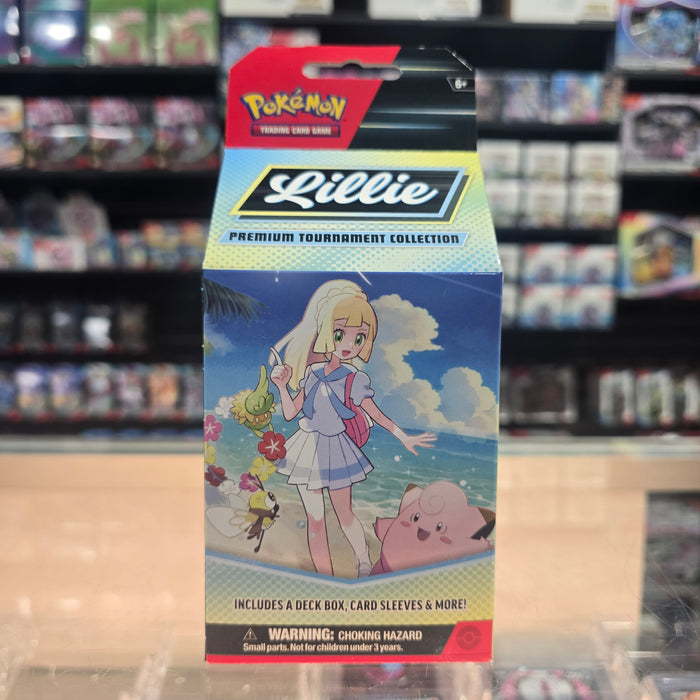 6+
POKéMON
TRADING CARD GAME
Lillie
PREMIUM TOURNAMENT COLLECTION
INCLUDES A DECK BOX, CARD SLEEVES & MORE!
WARNING: CHOKING HAZARD
Small parts. Not for children under 3 years.